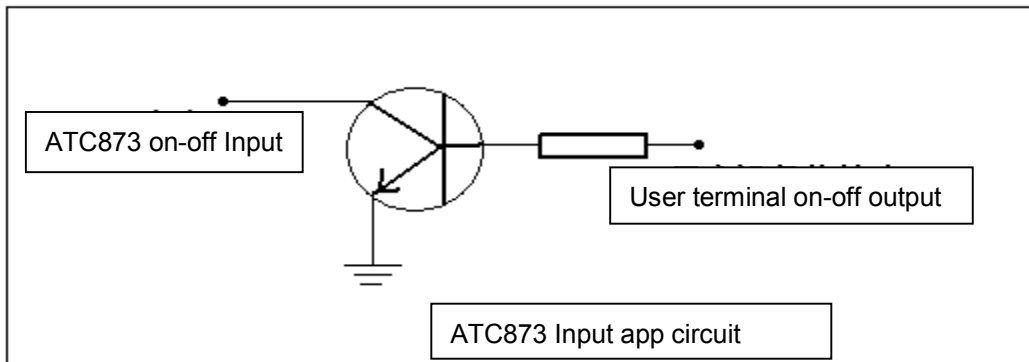 ATC873 on-off Input
User terminal on-off output
ATC873 Input app circuit